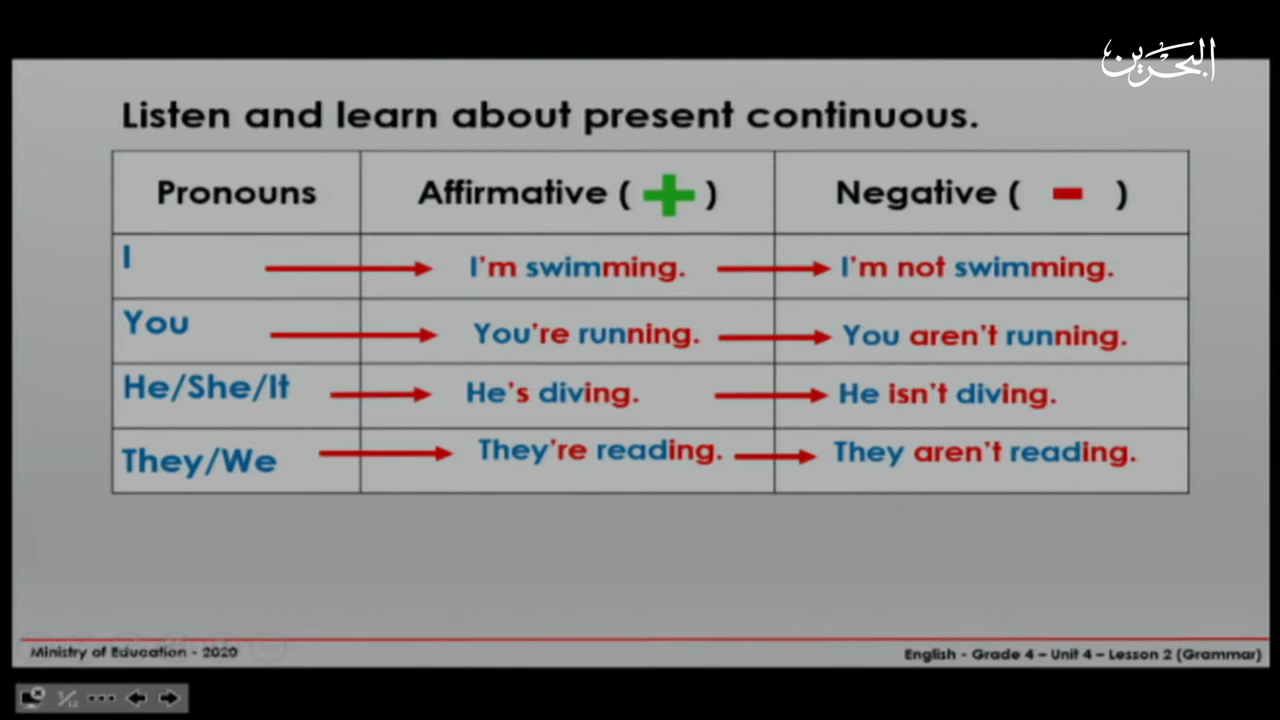 البحرين
Listen and learn about present continuous.
Pronouns Affirmative ( + ) Negative ( - )
I I'm swimming. I'm not swimming.
You You're running. You aren't running.
He/She/It He's diving. He isn't diving.
They/We They're reading. They aren't reading.
Ministry of Education - 2020 English - Grade 4 – Unit 4 – Lesson 2 (Grammar)